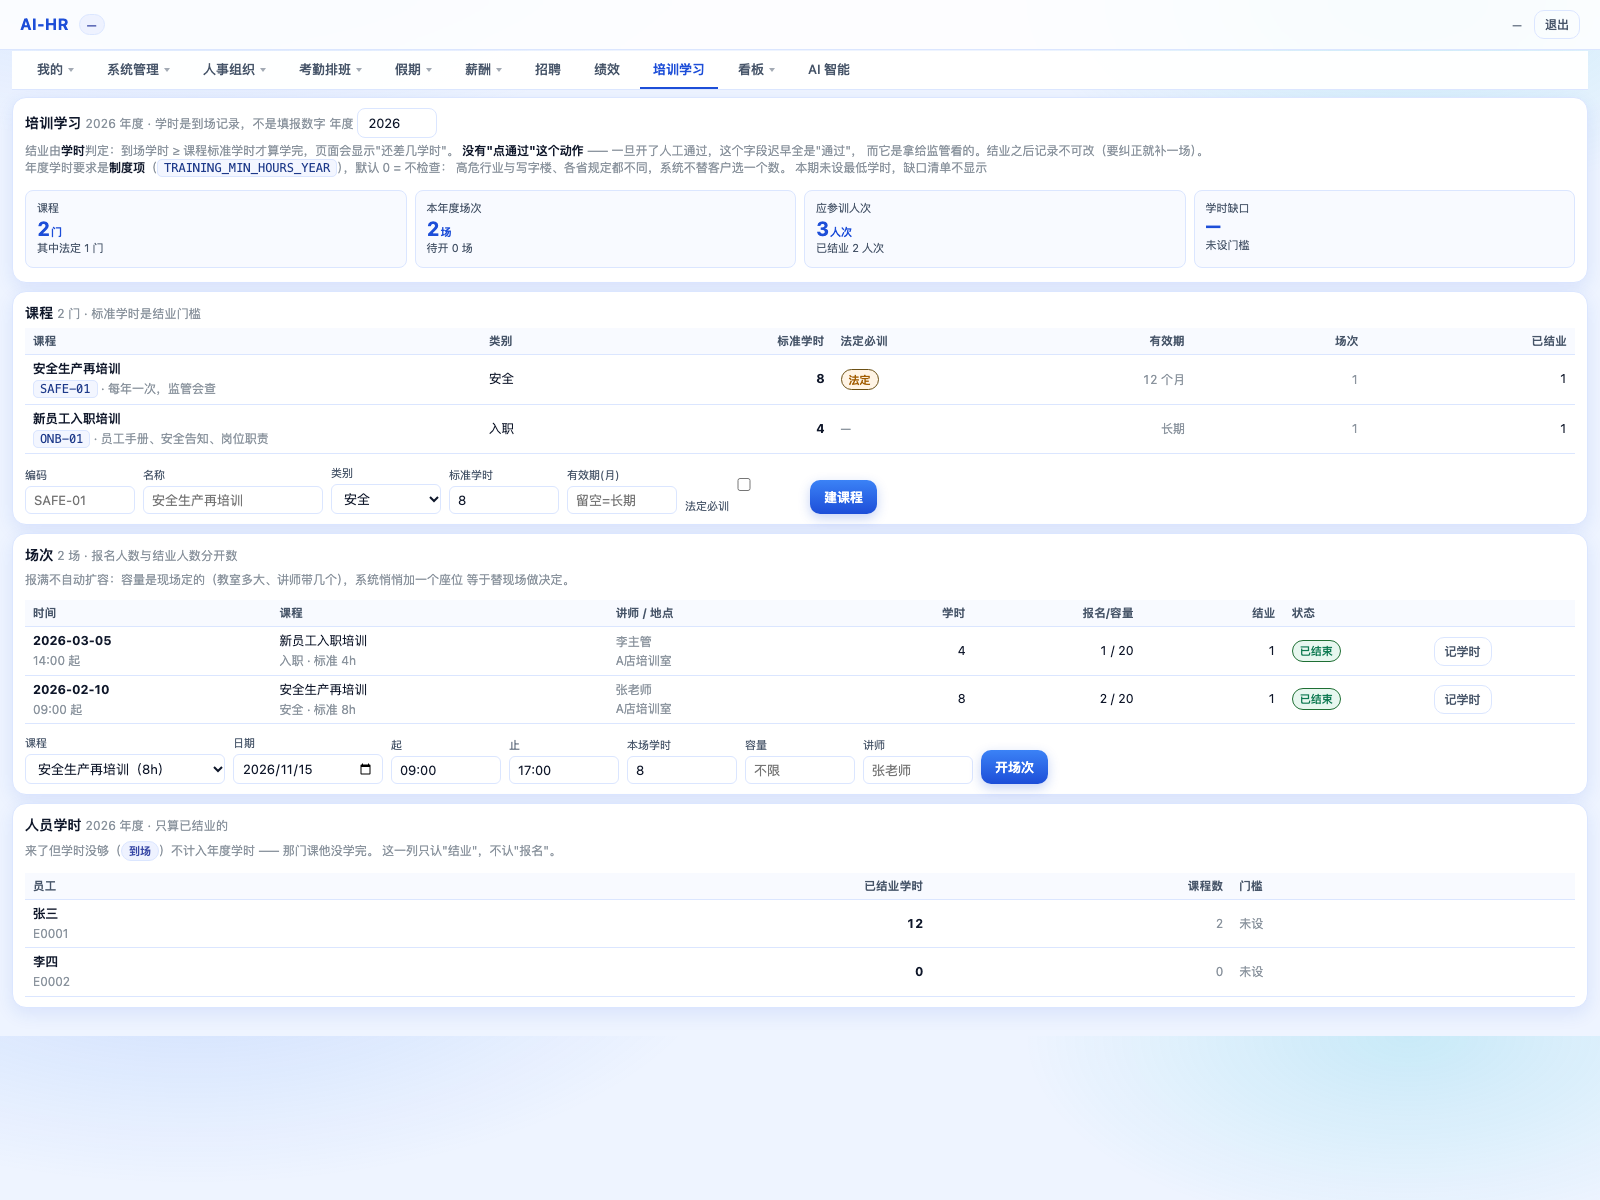 AI-HR —
— 退出
我的 系统管理 人事组织 考勤排班 假期 薪酬 招聘 绩效 培训学习 看板 AI 智能
培训学习 2026 年度 · 学时是到场记录，不是填报数字 年度 2026
结业由学时判定：到场学时 ≥ 课程标准学时才算学完，页面会显示"还差几学时"。 没有"点通过"这个动作 —— 一旦开了人工通过，这个字段迟早全是"通过"， 而它是拿给监管看的。结业之后记录不可改（要纠正就补一场）。
年度学时要求是制度项（ TRAINING_MIN_HOURS_YEAR ），默认 0 = 不检查： 高危行业与写字楼、各省规定都不同，系统不替客户选一个数。 本期未设最低学时，缺口清单不显示
课程 本年度场次 应参训人次 学时缺口
2门 2场 3人次 —
其中法定 1 门 待开 0 场 已结业 2 人次 未设门槛
课程 2 门 · 标准学时是结业门槛
课程 类别 标准学时 法定必训 有效期 场次 已结业
安全生产再培训
SAFE-01 · 每年一次，监管会查 安全 8 法定 12 个月 1 1
新员工入职培训
ONB-01 · 员工手册、安全告知、岗位职责 入职 4 — 长期 1 1
编码 名称 类别 标准学时 有效期(月)
SAFE-01 安全生产再培训 安全 8 留空=长期 法定必训 建课程
场次 2 场 · 报名人数与结业人数分开数
报满不自动扩容：容量是现场定的（教室多大、讲师带几个），系统悄悄加一个座位 等于替现场做决定。
时间 课程 讲师 / 地点 学时 报名/容量 结业 状态
2026-03-05 新员工入职培训 李主管 4 1 / 20 1 已结束 记学时
14:00 起 入职 · 标准 4h A店培训室
2026-02-10 安全生产再培训 张老师 8 2 / 20 1 已结束 记学时
09:00 起 安全 · 标准 8h A店培训室
课程 日期 起 止 本场学时 容量 讲师
安全生产再培训（8h) 2026/11/15 09:00 17:00 8 不限 张老师 开场次
人员学时 2026 年度 · 只算已结业的
来了但学时没够（ 到场 ）不计入年度学时 —— 那门课他没学完。 这一列只认"结业"，不认"报名"。
员工 已结业学时 课程数 门槛
张三 12 2 未设
E0001
李四 0 0 未设
E0002